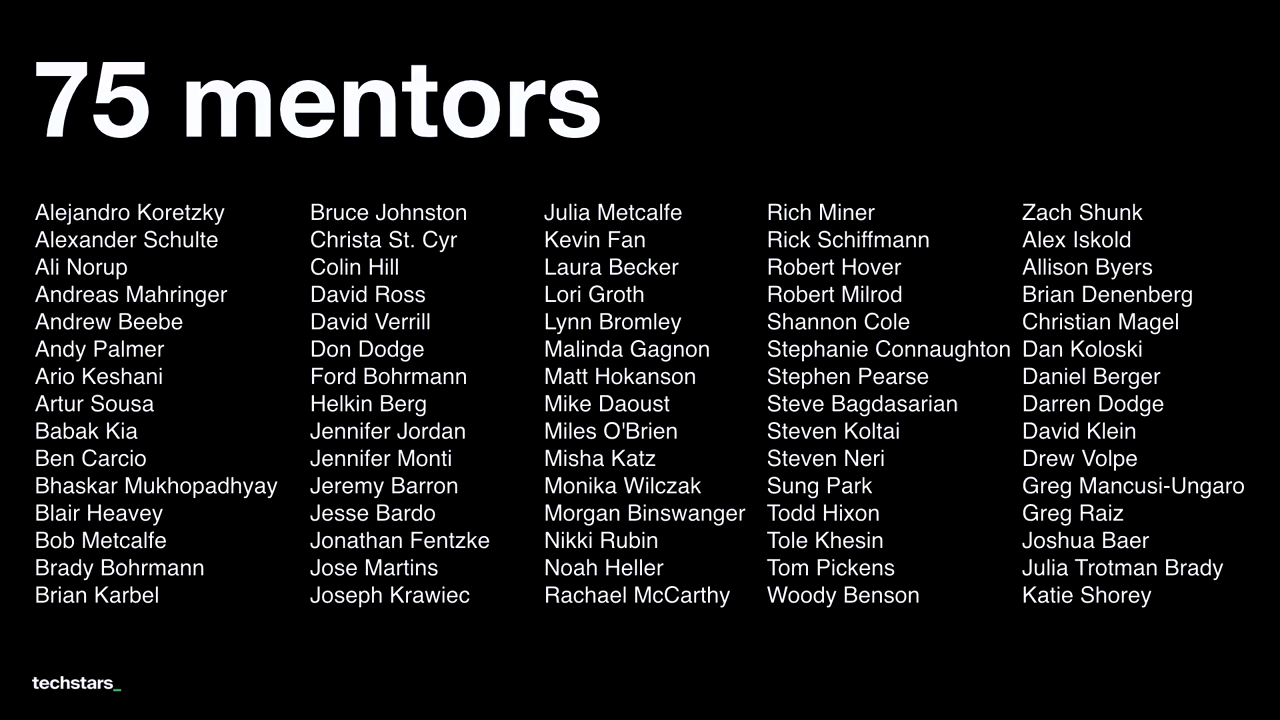 75 mentors
Alejandro Koretzky
Alexander Schulte
Ali Norup
Andreas Mahringer
Andrew Beebe
Andy Palmer
Ario Keshani
Artur Sousa
Babak Kia
Ben Carcio
Bhaskar Mukhopadhyay
Blair Heavey
Bob Metcalfe
Brady Bohrmann
Brian Karbel
Bruce Johnston
Christa St. Cyr
Colin Hill
David Ross
David Verrill
Don Dodge
Ford Bohrmann
Helkin Berg
Jennifer Jordan
Jennifer Monti
Jeremy Barron
Jesse Bardo
Jonathan Fentzke
Jose Martins
Joseph Krawiec
Julia Metcalfe
Kevin Fan
Laura Becker
Lori Groth
Lynn Bromley
Malinda Gagnon
Matt Hokanson
Mike Daoust
Miles O'Brien
Misha Katz
Monika Wilczak
Morgan Binswanger
Nikki Rubin
Noah Heller
Rachael McCarthy
Rich Miner
Rick Schiffmann
Robert Hover
Robert Milrod
Shannon Cole
Stephanie Connaughton
Stephen Pearse
Steve Bagdasarian
Steven Koltai
Steven Neri
Sung Park
Todd Hixon
Tole Khesin
Tom Pickens
Woody Benson
Zach Shunk
Alex Iskold
Allison Byers
Brian Denenberg
Christian Magel
Dan Koloski
Daniel Berger
Darren Dodge
David Klein
Drew Volpe
Greg Mancusi-Ungaro
Greg Raiz
Joshua Baer
Julia Trotman Brady
Katie Shorey
techstars_